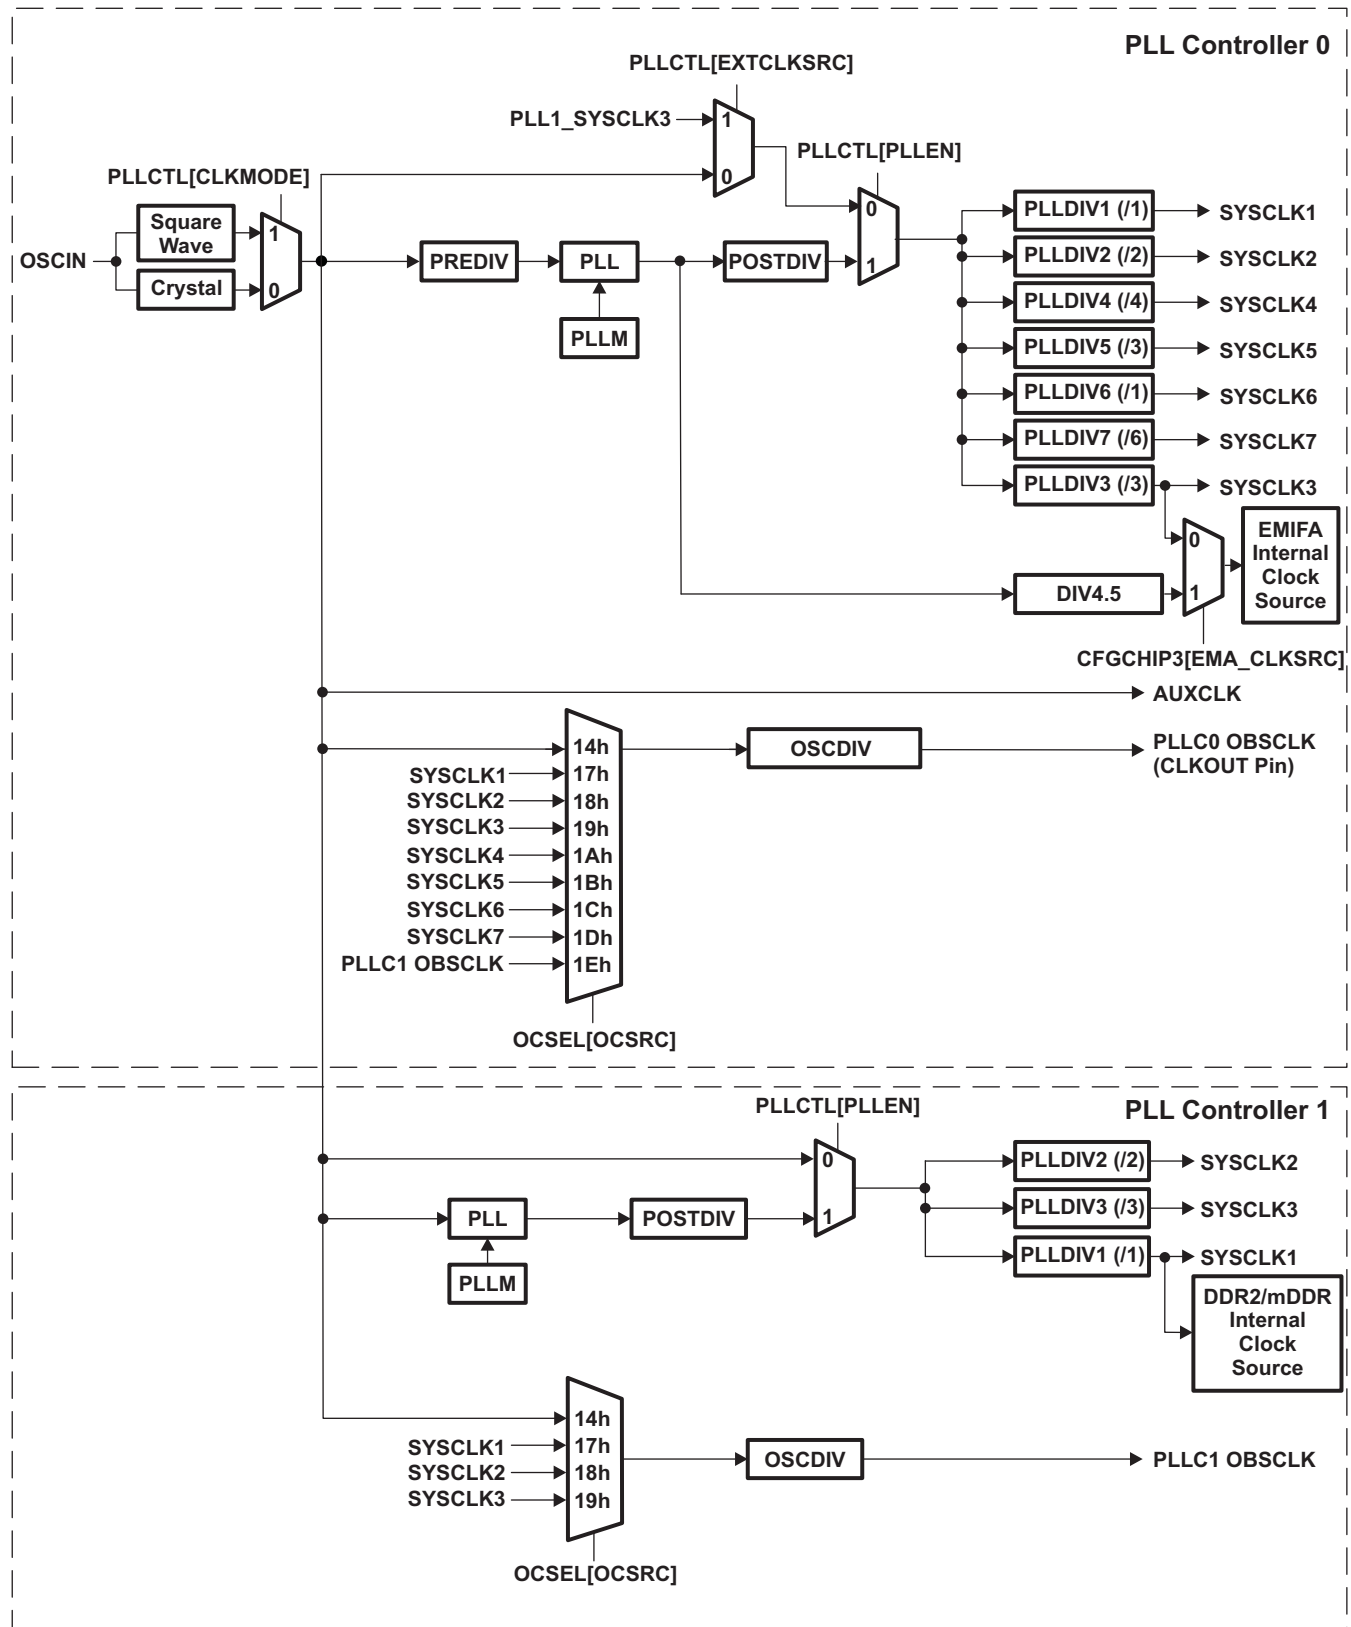 PLL Controller 0
PLLCTL[EXTCLKSRC]
PLL1_SYSCLK3
1
0
PLLCTL[PLLEN]
0
1
PLLCTL[CLKMODE]
OSCIN
Square
Wave
Crystal
1
0
PREDIV
PLL
POSTDIV
PLLM
PLLDIV1 (/1)
SYSCLK1
PLLDIV2 (/2)
SYSCLK2
PLLDIV4 (/4)
SYSCLK4
PLLDIV5 (/3)
SYSCLK5
PLLDIV6 (/1)
SYSCLK6
PLLDIV7 (/6)
SYSCLK7
PLLDIV3 (/3)
SYSCLK3
0
1
EMIFA
Internal
Clock
Source
DIV4.5
CFGCHIP3[EMA_CLKSRC]
AUXCLK
14h
OSCDIV
PLLC0 OBSCLK
(CLKOUT Pin)
SYSCLK1 17h
SYSCLK2 18h
SYSCLK3 19h
SYSCLK4 1Ah
SYSCLK5 1Bh
SYSCLK6 1Ch
SYSCLK7 1Dh
PLLC1 OBSCLK 1Eh
OCSEL[OCSRC]
PLL Controller 1
PLLCTL[PLLEN]
0
1
PLL
POSTDIV
PLLM
PLLDIV2 (/2)
SYSCLK2
PLLDIV3 (/3)
SYSCLK3
PLLDIV1 (/1)
SYSCLK1
DDR2/mDDR
Internal
Clock
Source
14h
SYSCLK1 17h
SYSCLK2 18h
SYSCLK3 19h
OSCDIV
PLLC1 OBSCLK
OCSEL[OCSRC]